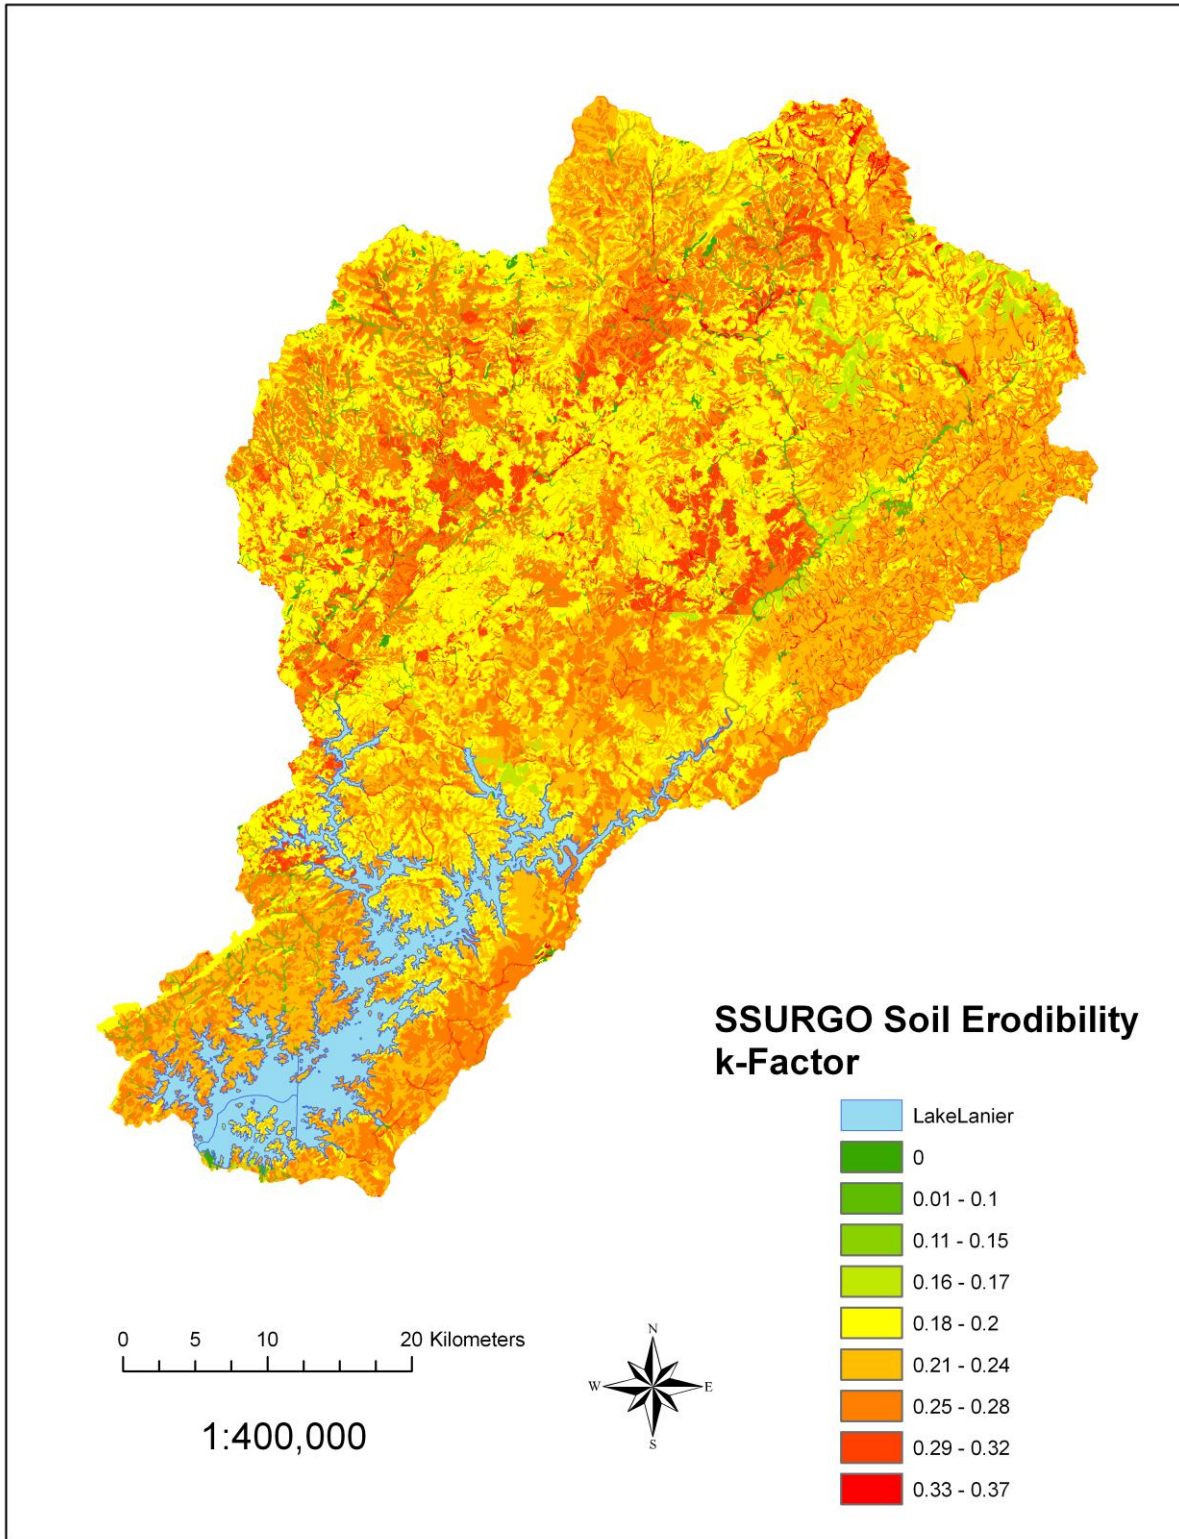 SSURGO Soil Erodibility
k-Factor
LakeLanier
0
0.01 - 0.1
0.11 - 0.15
0.16 - 0.17
0.18 - 0.2
0.21 - 0.24
0.25 - 0.28
0.29 - 0.32
0.33 - 0.37
0 5 10 20 Kilometers
1:400,000
N
W E
S